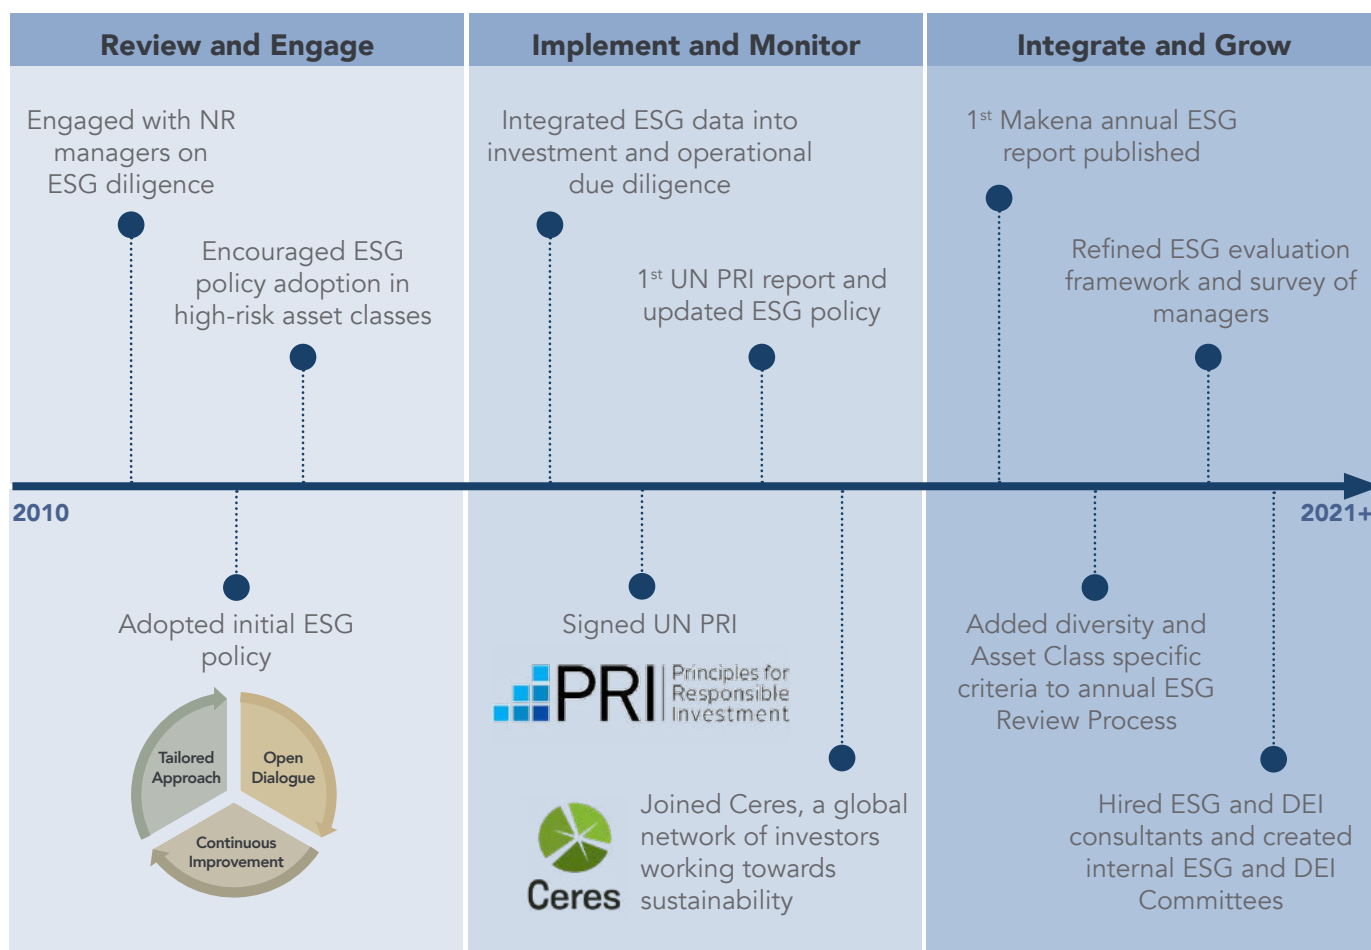 Review and Engage
Engaged with NR
managers on
ESG diligence
Encouraged ESG
policy adoption in
high-risk asset classes
2010
Adopted initial ESG
policy
Tailored
Approach
Open
Dialogue
Continuous
Improvement
Implement and Monitor
Integrated ESG data into
investment and operational
due diligence
1st UN PRI report and
updated ESG policy
Signed UN PRI
PRI
Principles for
Responsible
Investment
Joined Ceres, a global
network of investors
working towards
sustainability
Ceres
Integrate and Grow
1st Makena annual ESG
report published
Refined ESG evaluation
framework and survey of
managers
2021+
Added diversity and
Asset Class specific
criteria to annual ESG
Review Process
Hired ESG and DEI
consultants and created
internal ESG and DEI
Committees